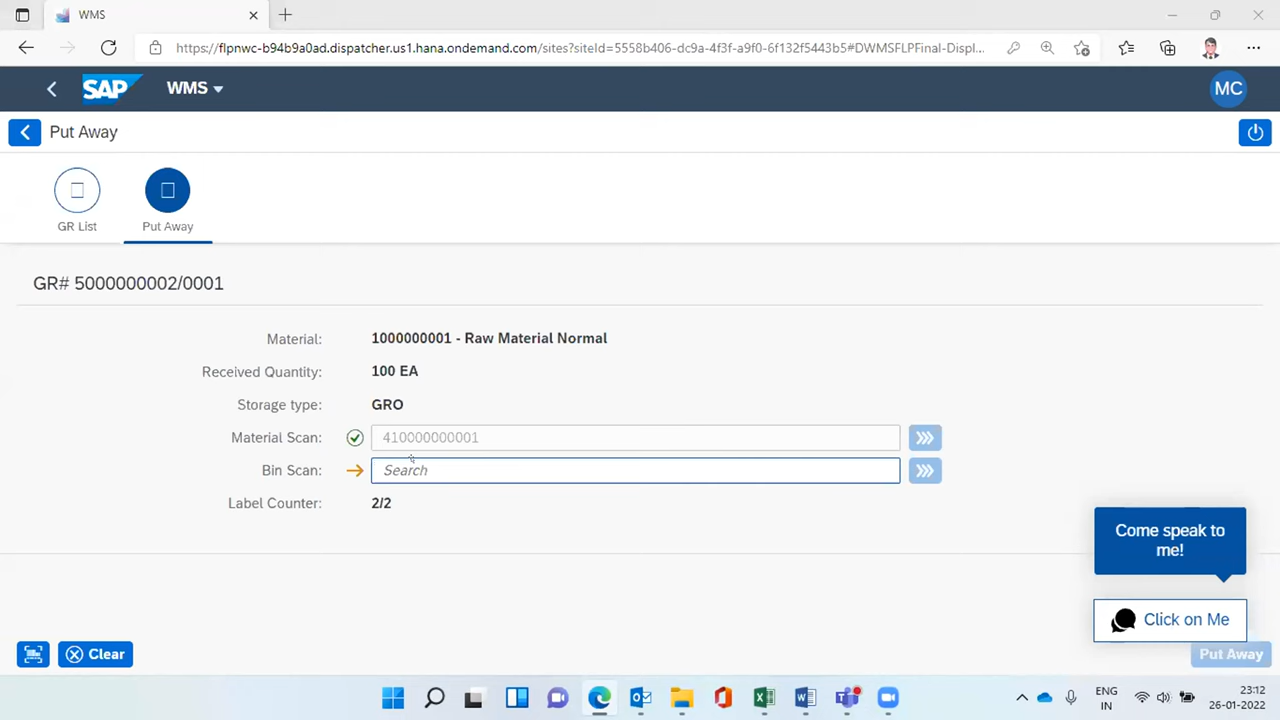 WMS
https://flpnwc-b94b9a0ad.dispatcher.us1.hana.ondemand.com/sites?siteId=5558b406-dc9a-4f3f-a9f0-6f132f5443b5#DWMSFLPFinal-Displ...
SAP
WMS
MC
Put Away
GR List
Put Away
GR# 5000000002/0001
Material: 1000000001 - Raw Material Normal
Received Quantity: 100 EA
Storage type: GRO
Material Scan: 410000000001
Bin Scan: Search
Label Counter: 2/2
Come speak to
me!
Click on Me
Clear
Put Away
ENG
IN
23:12
26-01-2022